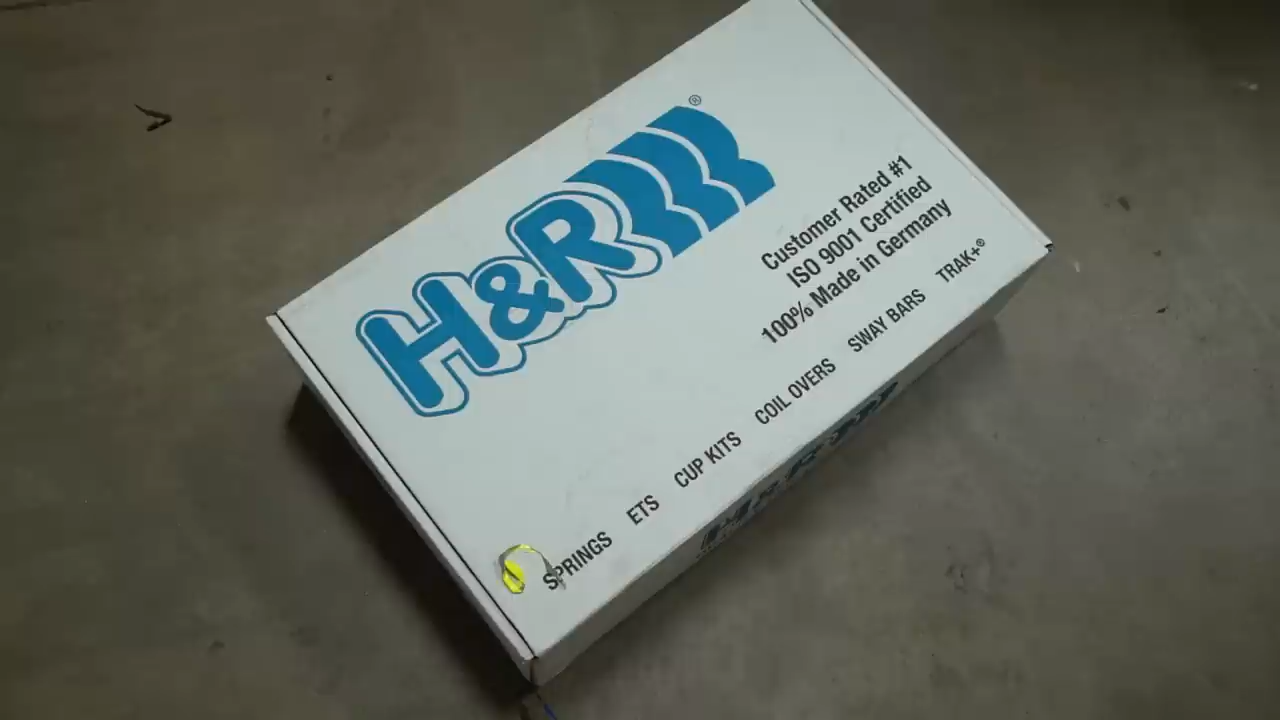 H&R®
Customer Rated #1
ISO 9001 Certified
100% Made in Germany
SPRINGS ETS CUP KITS COIL OVERS SWAY BARS TRAK+®
H&R